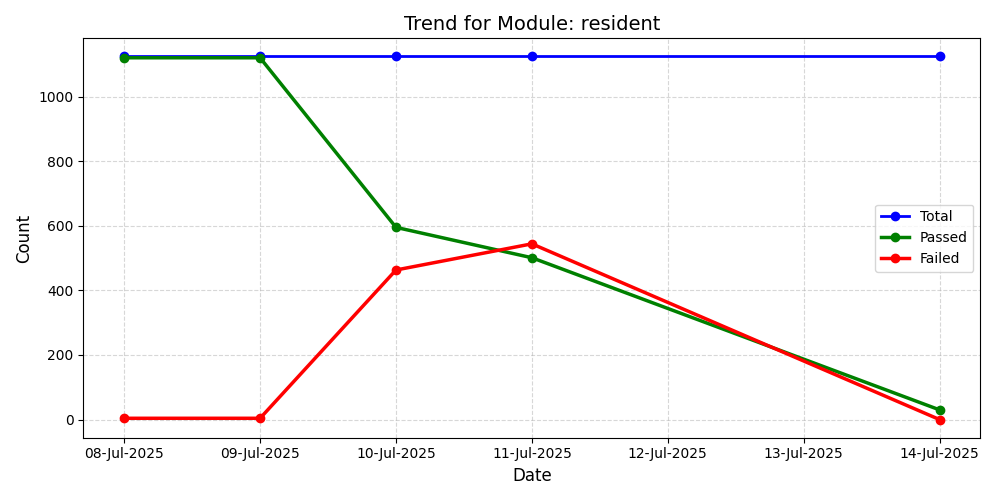 Trend for Module: resident
Count
1000
800
600
400
200
0
Total
Passed
Failed
08-Jul-2025
09-Jul-2025
10-Jul-2025
11-Jul-2025
12-Jul-2025
13-Jul-2025
14-Jul-2025
Date